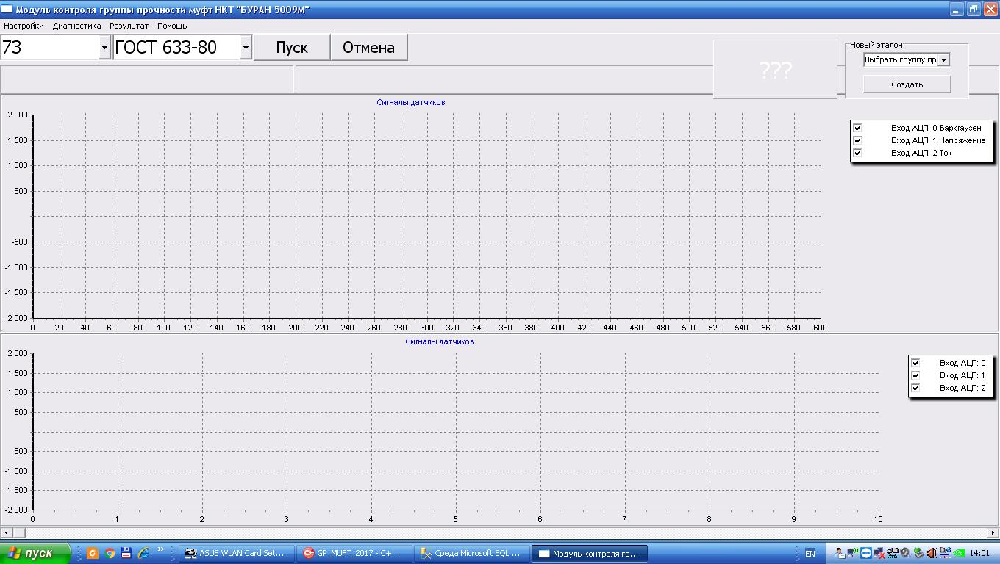 Модуль контроля группы прочности муфт НКТ "БУРАН 5009М"
Настройки Диагностика Результат Помощь
73 ГОСТ 633-80 Пуск Отмена
???
Новый эталон
Выбрать группу пр
Создать
Сигналы датчиков
2 000
1 500
1 000
500
-500
-1 000
-1 500
-2 000
0 20 40 60 80 100 120 140 160 180 200 220 240 260 280 300 320 340 360 380 400 420 440 460 480 500 520 540 560 580 600
Вход АЦП: 0 Баркгаузен
Вход АЦП: 1 Напряжение
Вход АЦП: 2 Ток
Сигналы датчиков
2 000
1 500
1 000
500
-500
-1 000
-1 500
-2 000
0 1 2 3 4 5 6 7 8 9 10
Вход АЦП: 0
Вход АЦП: 1
Вход АЦП: 2
пуск ASUS WLAN Card Set... GP_MUFT_2017 - C+... Среда Microsoft SQL ... Модуль контроля гр... EN 14:01